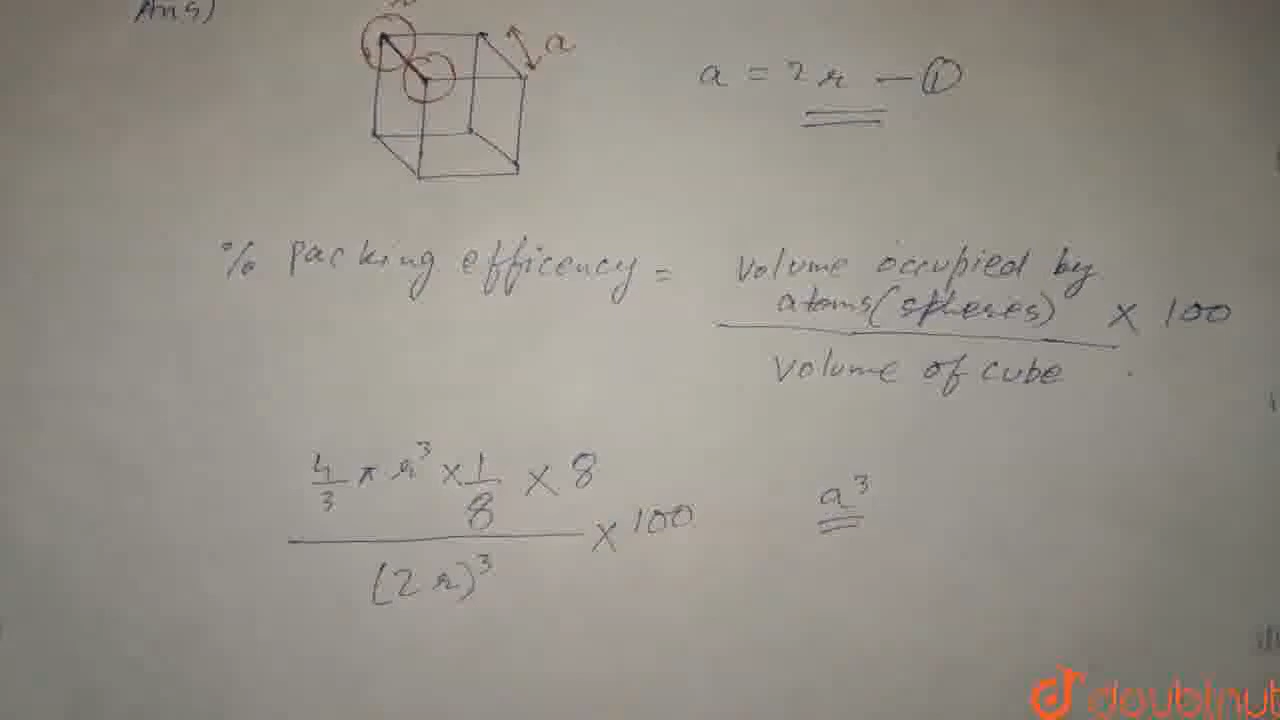 Ans)
a
a = 2r — ①
% Packing efficency =
volume occupied by
atoms(spheres) × 100
volume of cube
4/3 π r³ × 1/8 × 8
× 100
(2r)³
a³
doubtnut